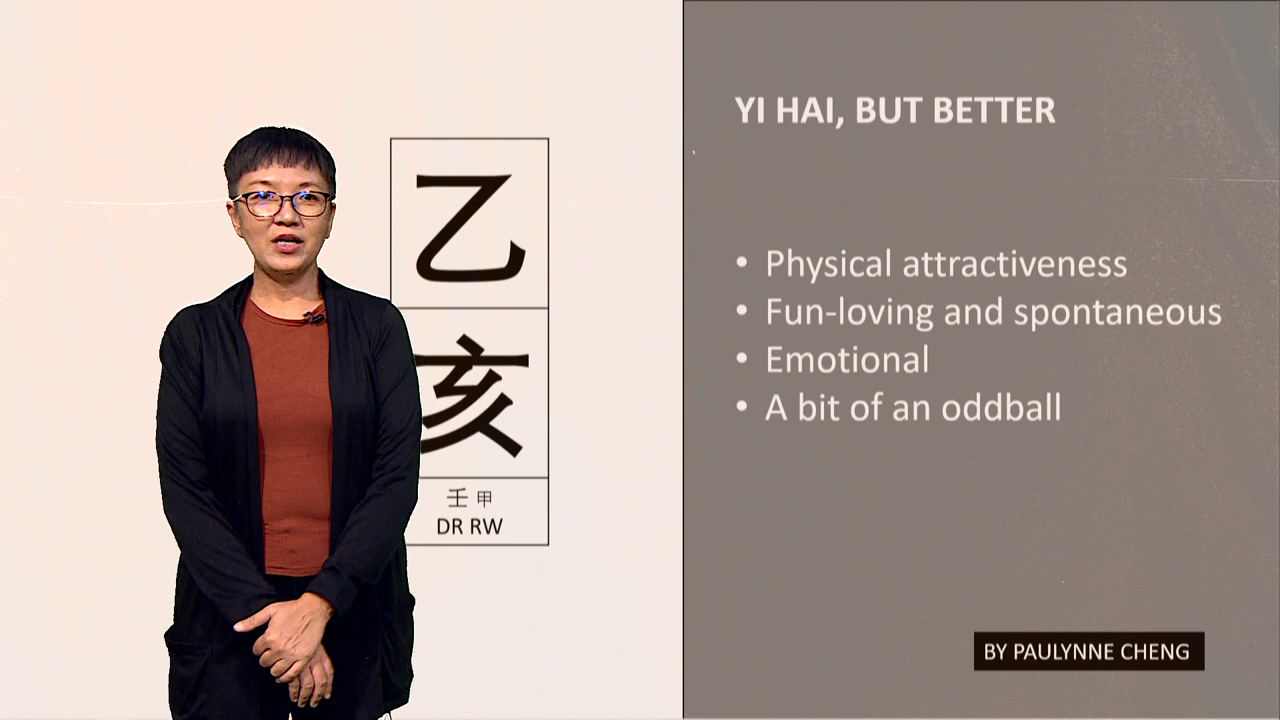 乙
亥
壬 甲
DR RW
YI HAI, BUT BETTER
• Physical attractiveness
• Fun-loving and spontaneous
• Emotional
• A bit of an oddball
BY PAULYNNE CHENG